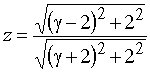 z = √((γ − 2)² + 2²) / √((γ + 2)² + 2²)